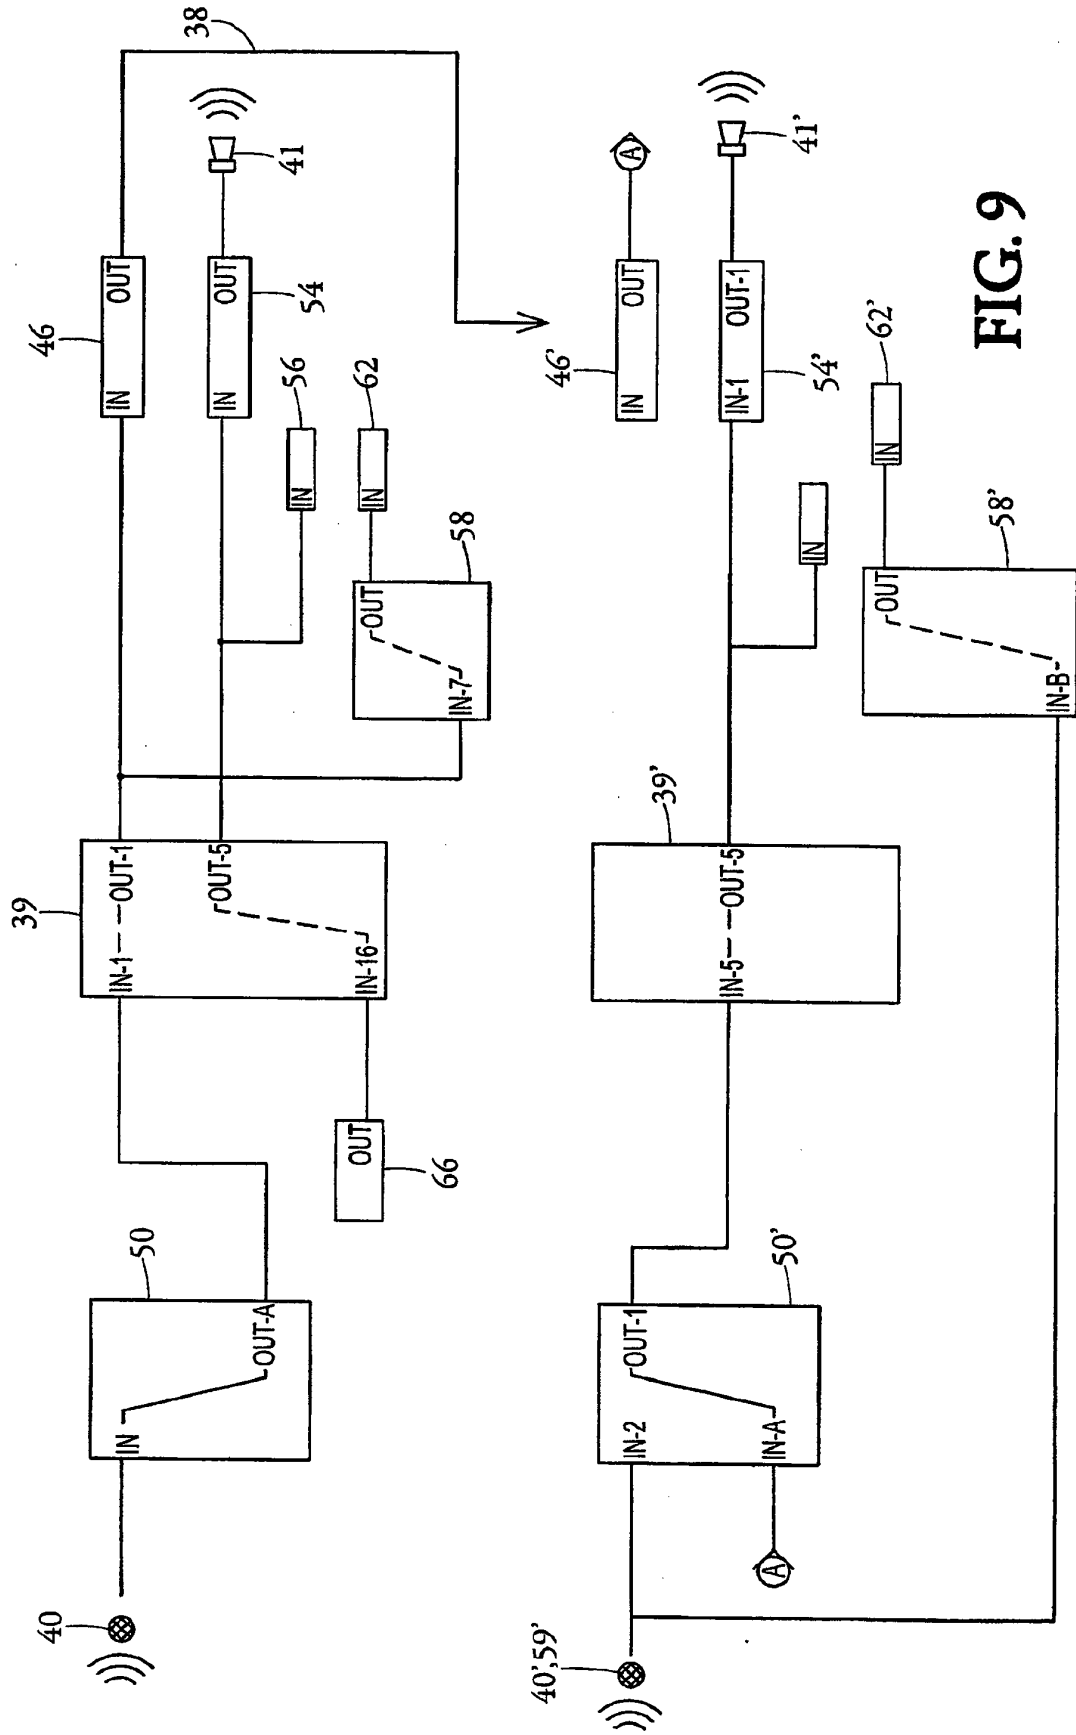 38
46
IN OUT
41
IN OUT
54
56
IN
62
IN
58
OUT
IN-7
39
IN-1 OUT-1
OUT-5
IN-16
OUT
66
50
IN
OUT-A
40
A
46'
IN OUT
41'
IN-1 OUT-1
54'
IN
62'
IN
58'
OUT
IN-B
39'
IN-5 OUT-5
50'
OUT-1
IN-2
IN-A
A
40',59'
FIG. 9